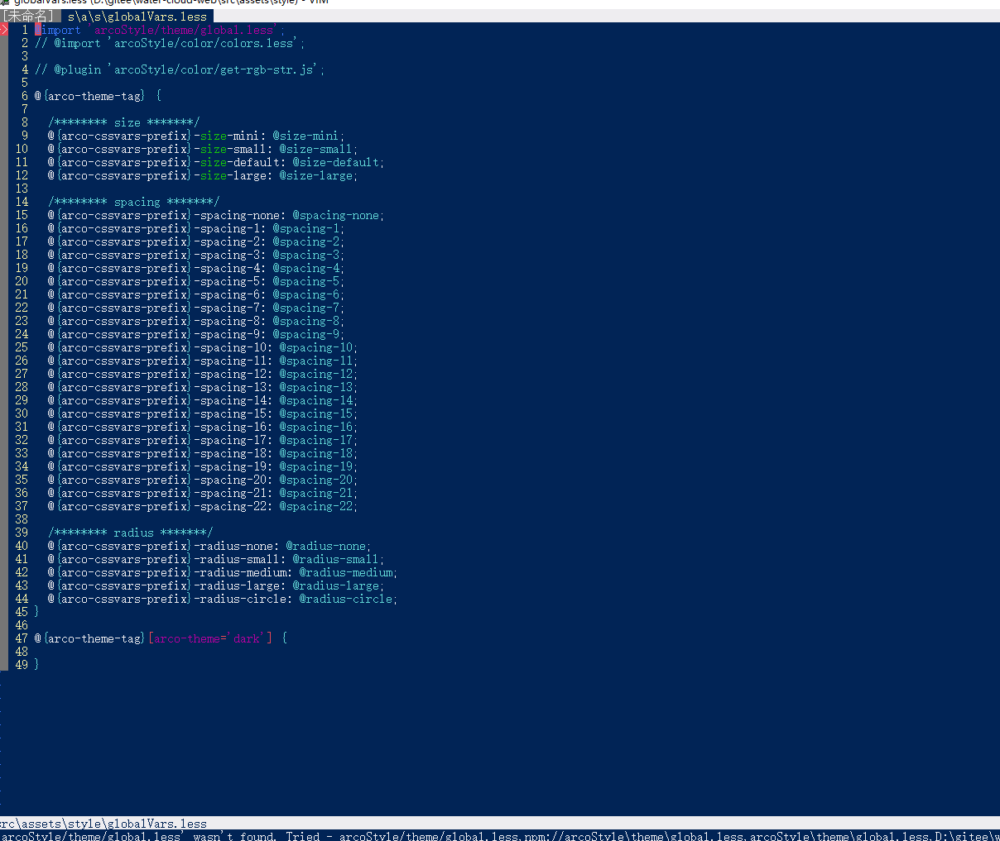 globalVars.less (D:\gitee\water-cloud-web\src\assets\style) - VIM
[未命名] s\a\s\globalVars.less
>> 1 @import 'arcoStyle/theme/global.less';
2 // @import 'arcoStyle/color/colors.less';
3
4 // @plugin 'arcoStyle/color/get-rgb-str.js';
5
6 @{arco-theme-tag} {
7
8 /******** size *******/
9 @{arco-cssvars-prefix}-size-mini: @size-mini;
10 @{arco-cssvars-prefix}-size-small: @size-small;
11 @{arco-cssvars-prefix}-size-default: @size-default;
12 @{arco-cssvars-prefix}-size-large: @size-large;
13
14 /******** spacing *******/
15 @{arco-cssvars-prefix}-spacing-none: @spacing-none;
16 @{arco-cssvars-prefix}-spacing-1: @spacing-1;
17 @{arco-cssvars-prefix}-spacing-2: @spacing-2;
18 @{arco-cssvars-prefix}-spacing-3: @spacing-3;
19 @{arco-cssvars-prefix}-spacing-4: @spacing-4;
20 @{arco-cssvars-prefix}-spacing-5: @spacing-5;
21 @{arco-cssvars-prefix}-spacing-6: @spacing-6;
22 @{arco-cssvars-prefix}-spacing-7: @spacing-7;
23 @{arco-cssvars-prefix}-spacing-8: @spacing-8;
24 @{arco-cssvars-prefix}-spacing-9: @spacing-9;
25 @{arco-cssvars-prefix}-spacing-10: @spacing-10;
26 @{arco-cssvars-prefix}-spacing-11: @spacing-11;
27 @{arco-cssvars-prefix}-spacing-12: @spacing-12;
28 @{arco-cssvars-prefix}-spacing-13: @spacing-13;
29 @{arco-cssvars-prefix}-spacing-14: @spacing-14;
30 @{arco-cssvars-prefix}-spacing-15: @spacing-15;
31 @{arco-cssvars-prefix}-spacing-16: @spacing-16;
32 @{arco-cssvars-prefix}-spacing-17: @spacing-17;
33 @{arco-cssvars-prefix}-spacing-18: @spacing-18;
34 @{arco-cssvars-prefix}-spacing-19: @spacing-19;
35 @{arco-cssvars-prefix}-spacing-20: @spacing-20;
36 @{arco-cssvars-prefix}-spacing-21: @spacing-21;
37 @{arco-cssvars-prefix}-spacing-22: @spacing-22;
38
39 /******** radius *******/
40 @{arco-cssvars-prefix}-radius-none: @radius-none;
41 @{arco-cssvars-prefix}-radius-small: @radius-small;
42 @{arco-cssvars-prefix}-radius-medium: @radius-medium;
43 @{arco-cssvars-prefix}-radius-large: @radius-large;
44 @{arco-cssvars-prefix}-radius-circle: @radius-circle;
45 }
46
47 @{arco-theme-tag}[arco-theme='dark'] {
48
49 }
src\assets\style\globalVars.less
arcoStyle/theme/global.less' wasn't found. Tried - arcoStyle/theme/global.less,npm://arcoStyle\theme\global.less,arcoStyle\theme\global.less,D:\gitee\w